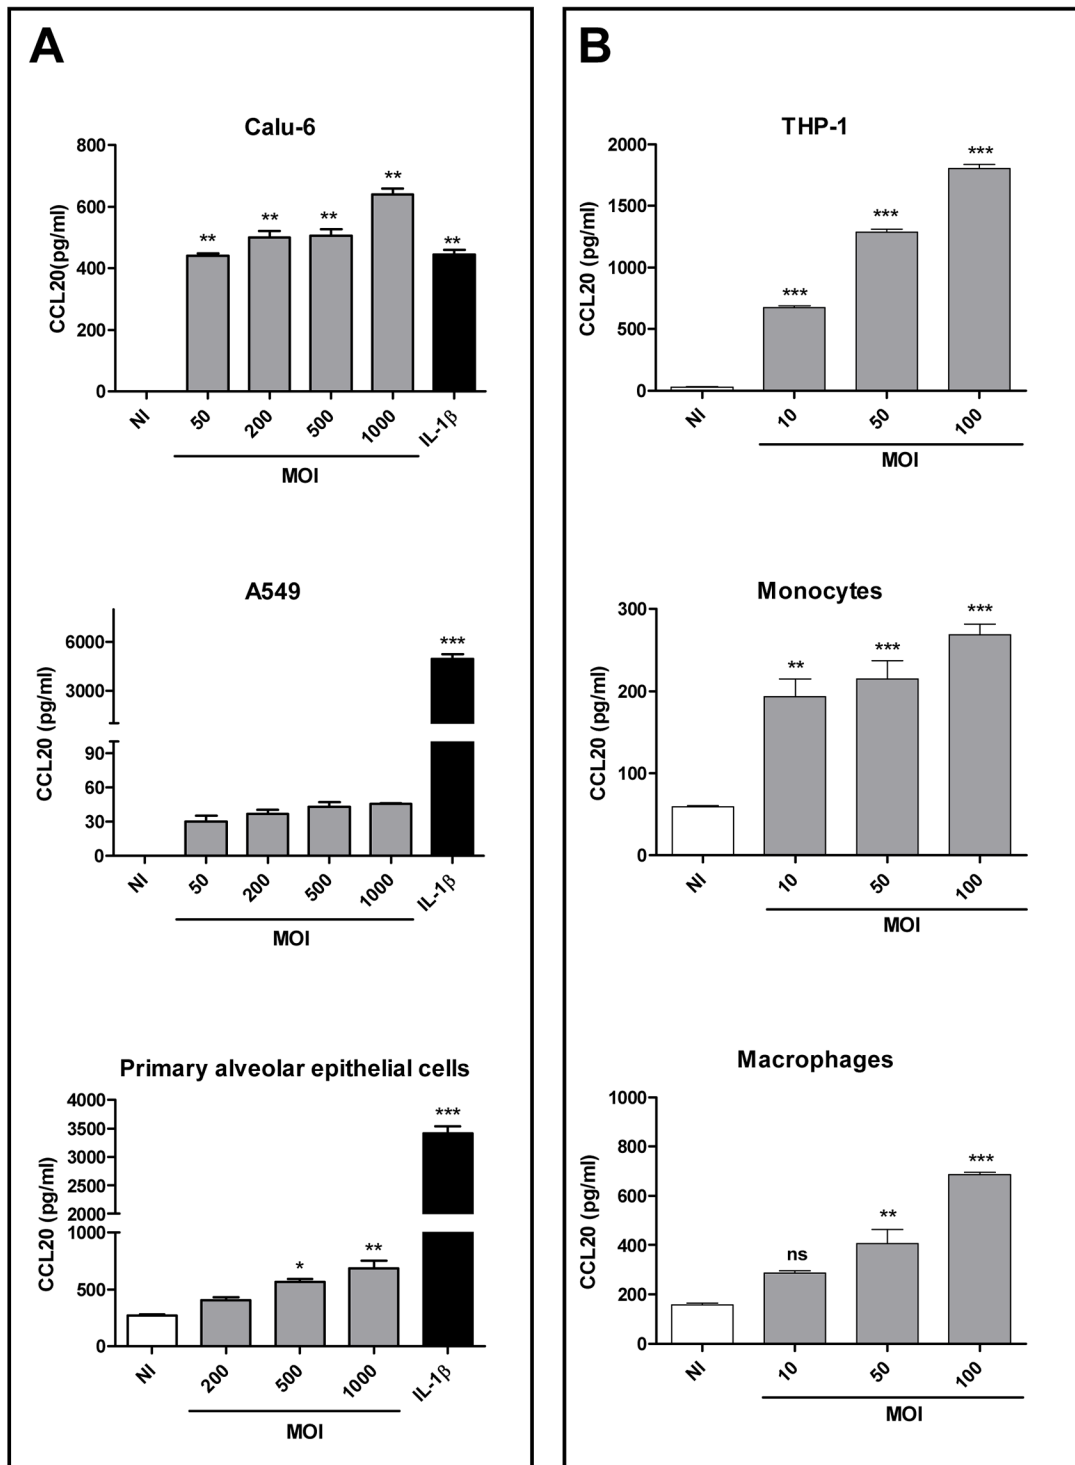 A
Calu-6
CCL20(pg/ml)
800
600
400
200
0
**
**
**
**
**
NI
50
200
500
1000
IL-1β
MOI
A549
CCL20 (pg/ml)
6000
3000
90
60
30
0
***
NI
50
200
500
1000
IL-1β
MOI
Primary alveolar epithelial cells
CCL20 (pg/ml)
4000
3500
3000
2500
2000
1000
500
0
*
**
***
NI
200
500
1000
IL-1β
MOI
B
THP-1
CCL20 (pg/ml)
2000
1500
1000
500
0
***
***
***
NI
10
50
100
MOI
Monocytes
CCL20 (pg/ml)
300
200
100
0
**
***
***
NI
10
50
100
MOI
Macrophages
CCL20 (pg/ml)
1000
800
600
400
200
0
ns
**
***
NI
10
50
100
MOI